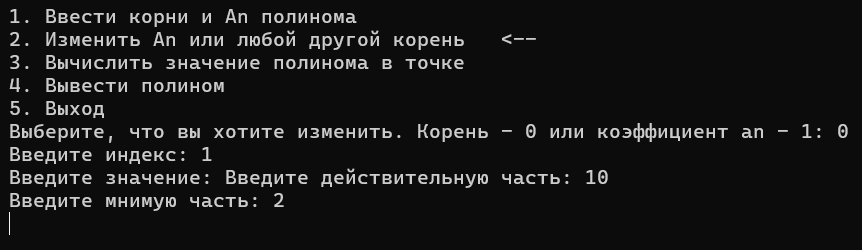 1. Ввести корни и An полинома
2. Изменить An или любой другой корень <--
3. Вычислить значение полинома в точке
4. Вывести полином
5. Выход
Выберите, что вы хотите изменить. Корень - 0 или коэффициент an - 1: 0
Введите индекс: 1
Введите значение: Введите действительную часть: 10
Введите мнимую часть: 2